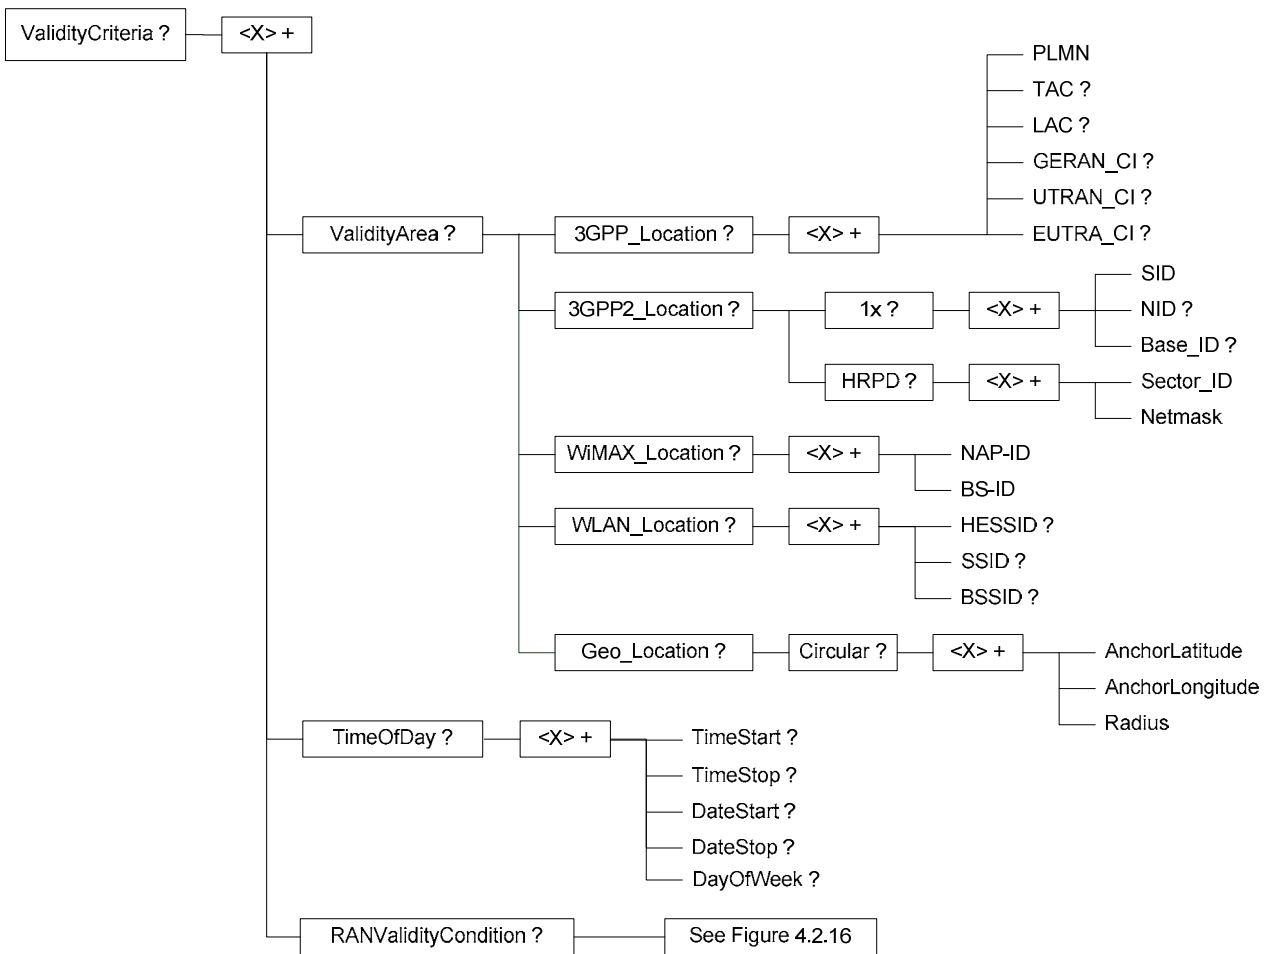 ValidityCriteria ?
<X> +
PLMN
TAC ?
LAC ?
GERAN_CI ?
UTRAN_CI ?
ValidityArea ?
3GPP_Location ?
<X> +
EUTRA_CI ?
SID
3GPP2_Location ?
1x ?
<X> +
NID ?
Base_ID ?
HRPD ?
<X> +
Sector_ID
Netmask
WiMAX_Location ?
<X> +
NAP-ID
BS-ID
WLAN_Location ?
<X> +
HESSID ?
SSID ?
BSSID ?
Geo_Location ?
Circular ?
<X> +
AnchorLatitude
AnchorLongitude
Radius
TimeOfDay ?
<X> +
TimeStart ?
TimeStop ?
DateStart ?
DateStop ?
DayOfWeek ?
RANValidityCondition ?
See Figure 4.2.16